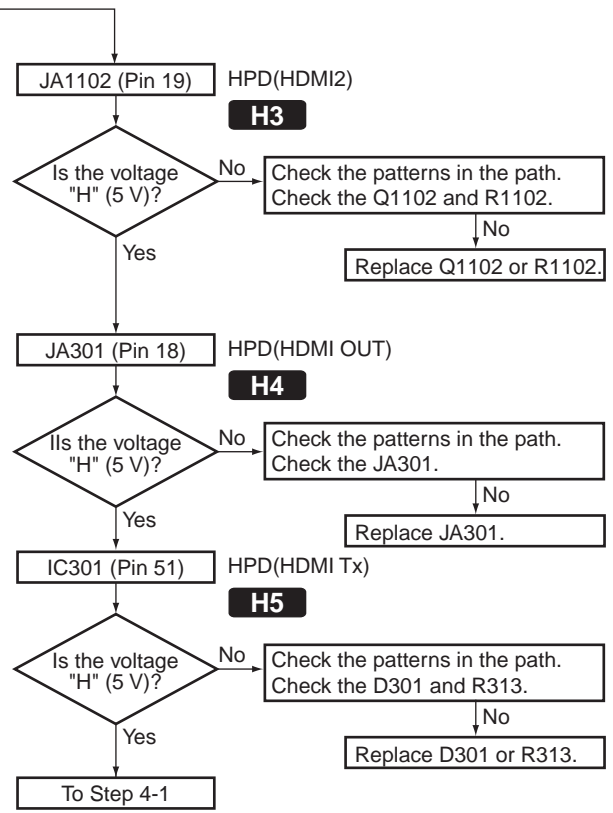 JA1102 (Pin 19)
HPD(HDMI2)
H3
Is the voltage
"H" (5 V)?
No
Check the patterns in the path.
Check the Q1102 and R1102.
No
Replace Q1102 or R1102.
Yes
JA301 (Pin 18)
HPD(HDMI OUT)
H4
IIs the voltage
"H" (5 V)?
No
Check the patterns in the path.
Check the JA301.
No
Replace JA301.
Yes
IC301 (Pin 51)
HPD(HDMI Tx)
H5
Is the voltage
"H" (5 V)?
No
Check the patterns in the path.
Check the D301 and R313.
No
Replace D301 or R313.
Yes
To Step 4-1